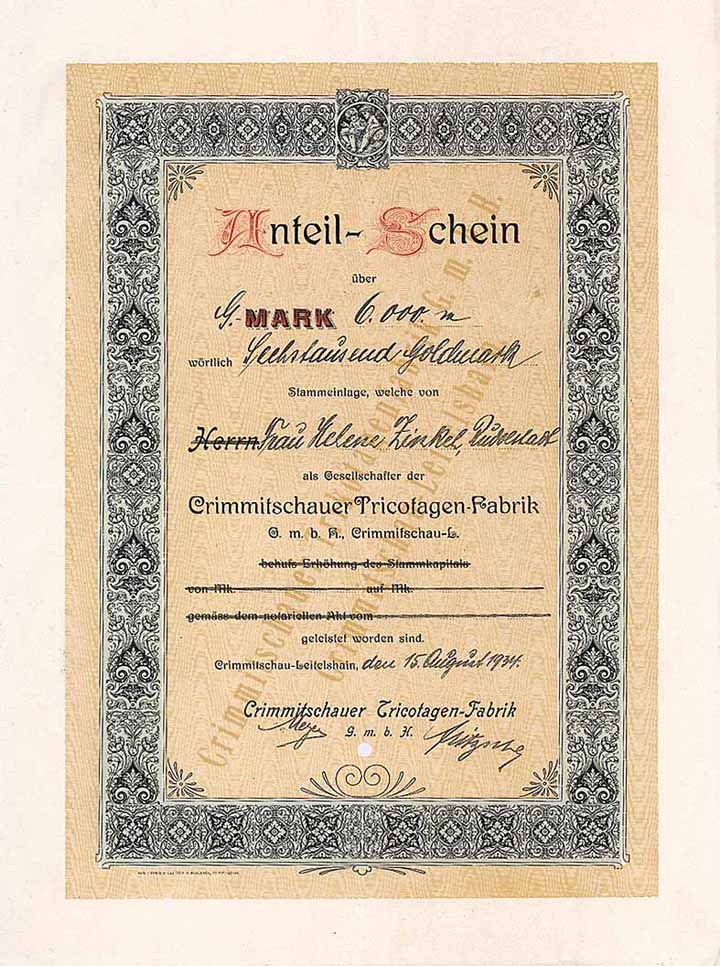 Anteil-Schein
über
G.-MARK 6.000.
wörtlich Sechstausend Goldmark
Stammeinlage, welche von
Herrn Frau Helene Zinkel,
als Gesellschafter der
Crimmitschauer Tricotagen-Fabrik
G. m. b. H., Crimmitschau-L.
behufs Erhöhung des Stammkapitals
von Mk. auf Mk.
gemäss dem notariellen Akt vom
geleistet worden sind.
Crimmitschau-Leitelshain, den 15. August 1934.
Crimmitschauer Tricotagen-Fabrik
G. m. b. H.